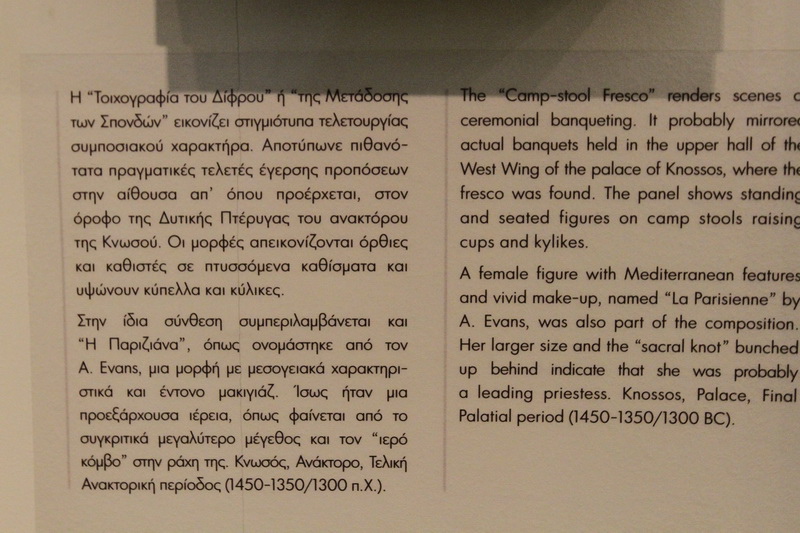 Η “Τοιχογραφία του Δίφρου” ή “της Μετάδοσης
των Σπονδών” εικονίζει στιγμιότυπα τελετουργίας
συμποσιακού χαρακτήρα. Αποτύπωνε πιθανό-
τατα πραγματικές τελετές έγερσης προπόσεων
στην αίθουσα απ’ όπου προέρχεται, στον
όροφο της Δυτικής Πτέρυγας του ανακτόρου
της Κνωσού. Οι μορφές απεικονίζονται όρθιες
και καθιστές σε πτυσσόμενα καθίσματα και
υψώνουν κύπελλα και κύλικες.
Στην ίδια σύνθεση συμπεριλαμβάνεται και
“Η Παριζιάνα”, όπως ονομάστηκε από τον
A. Evans, μια μορφή με μεσογειακά χαρακτηρι-
στικά και έντονο μακιγιάζ. Ίσως ήταν μια
προεξάρχουσα ιέρεια, όπως φαίνεται από το
συγκριτικά μεγαλύτερο μέγεθος και τον “ιερό
κόμβο” στην ράχη της. Κνωσός, Ανάκτορο, Τελική
Ανακτορική περίοδος (1450-1350/1300 π.Χ.).
The “Camp-stool Fresco” renders scenes
ceremonial banqueting. It probably mirrored
actual banquets held in the upper hall of the
West Wing of the palace of Knossos, where the
fresco was found. The panel shows standing
and seated figures on camp stools raising
cups and kylikes.
A female figure with Mediterranean features
and vivid make-up, named “La Parisienne” by
A. Evans, was also part of the composition.
Her larger size and the “sacral knot” bunched
up behind indicate that she was probably
a leading priestess. Knossos, Palace, Final
Palatial period (1450-1350/1300 BC).